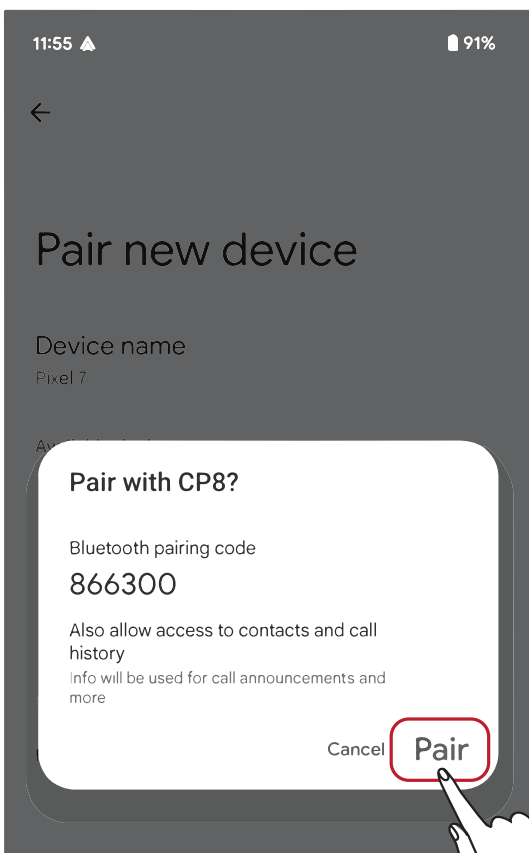 11:55
91%
Pair new device
Device name
Pixel 7
Pair with CP8?
Bluetooth pairing code
866300
Also allow access to contacts and call
history
Info will be used for call announcements and
more
Cancel
Pair